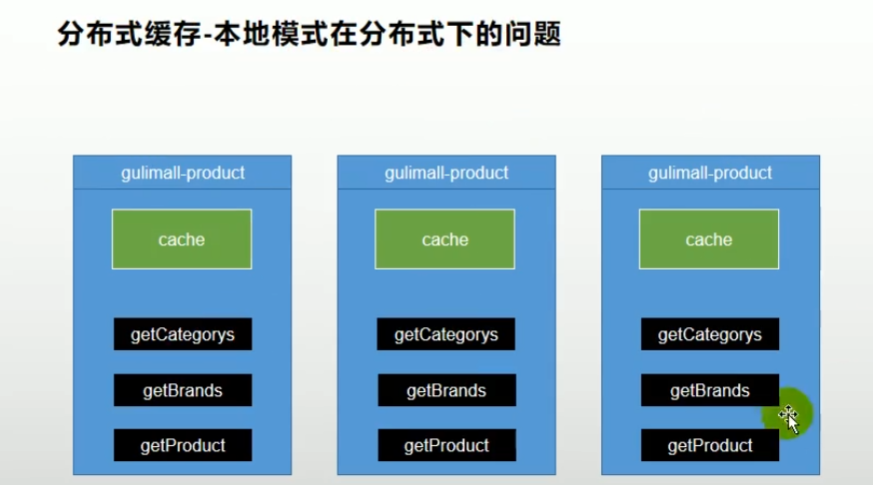 分布式缓存-本地模式在分布式下的问题
gulimall-product
cache
getCategorys
getBrands
getProduct
gulimall-product
cache
getCategorys
getBrands
getProduct
gulimall-product
cache
getCategorys
getBrands
getProduct